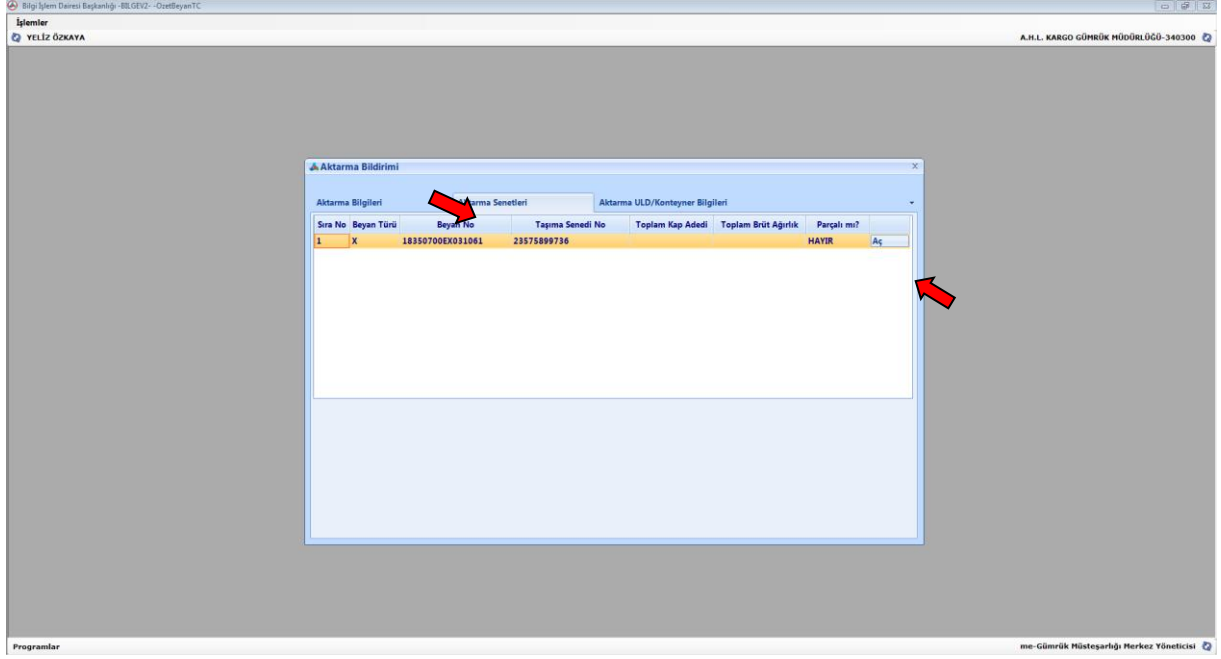 Bilgi İşlem Dairesi Başkanlığı -BILGEV2- -OzetBeyanTC
İşlemler
YELİZ ÖZKAYA A.H.L. KARGO GÜMRÜK MÜDÜRLÜĞÜ-340300
Aktarma Bildirimi x
Aktarma Bilgileri Senetleri Aktarma ULD/Konteyner Bilgileri
Sıra No Beyan Türü Beyan No Taşıma Senedi No Toplam Kap Adedi Toplam Brüt Ağırlık Parçalı mı?
1 X 18350700EX031061 23575899736 HAYIR Aç
Programlar me-Gümrük Müsteşarlığı Merkez Yöneticisi